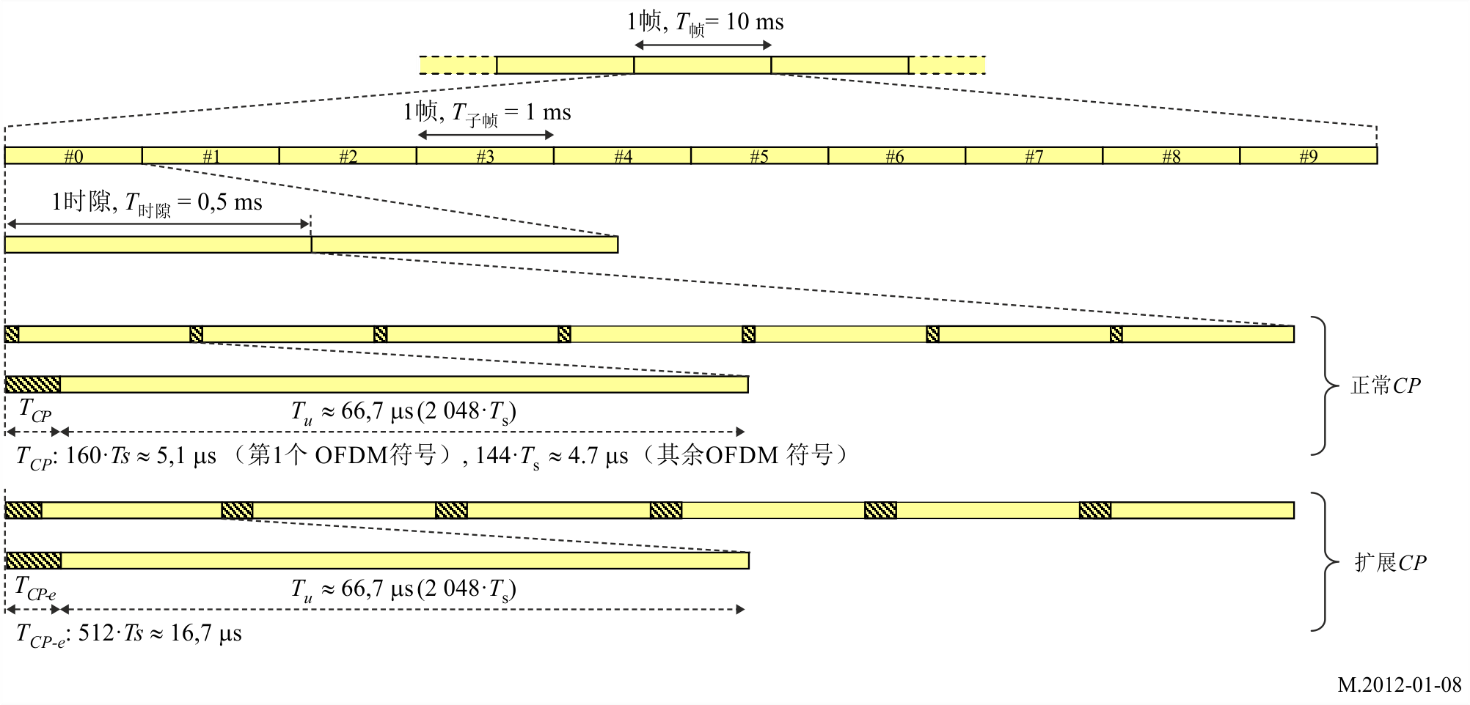 1帧, T帧= 10 ms
1帧, T子帧 = 1 ms
#0 #1 #2 #3 #4 #5 #6 #7 #8 #9
1时隙, T时隙 = 0,5 ms
正常CP
TCP Tu ≈ 66,7 μs (2 048·Ts)
TCP: 160·Ts ≈ 5,1 μs （第1个 OFDM符号）, 144·Ts ≈ 4.7 μs （其余OFDM 符号）
扩展CP
TCP-e Tu ≈ 66,7 μs (2 048·Ts)
TCP-e: 512·Ts ≈ 16,7 μs
M.2012-01-08